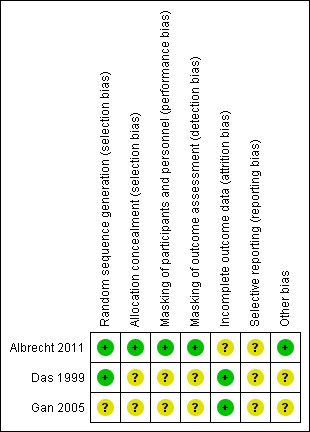 Random sequence generation (selection bias)
Allocation concealment (selection bias)
Masking of participants and personnel (performance bias)
Masking of outcome assessment (detection bias)
Incomplete outcome data (attrition bias)
Selective reporting (reporting bias)
Other bias
Albrecht 2011 + + + + ? ? +
Das 1999 + ? ? ? + ? ?
Gan 2005 ? ? ? ? + ? ?